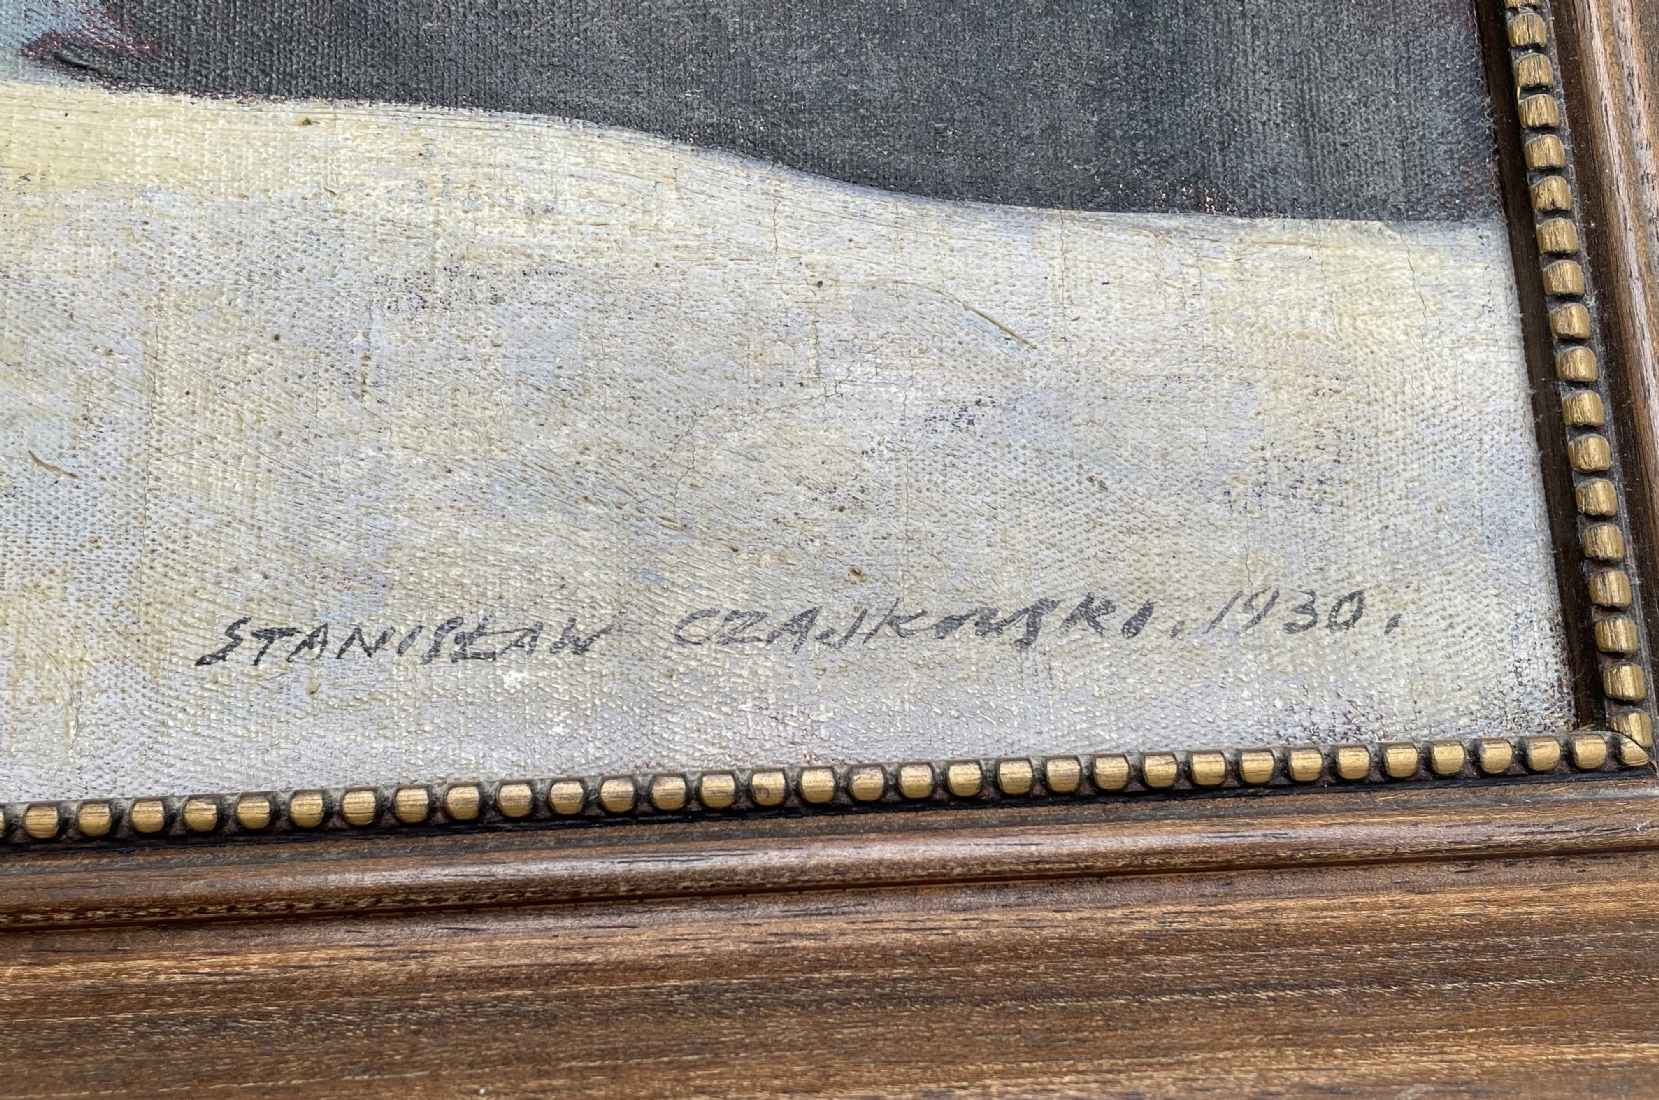 STANISŁAW CZAJKOWSKI. 1930.